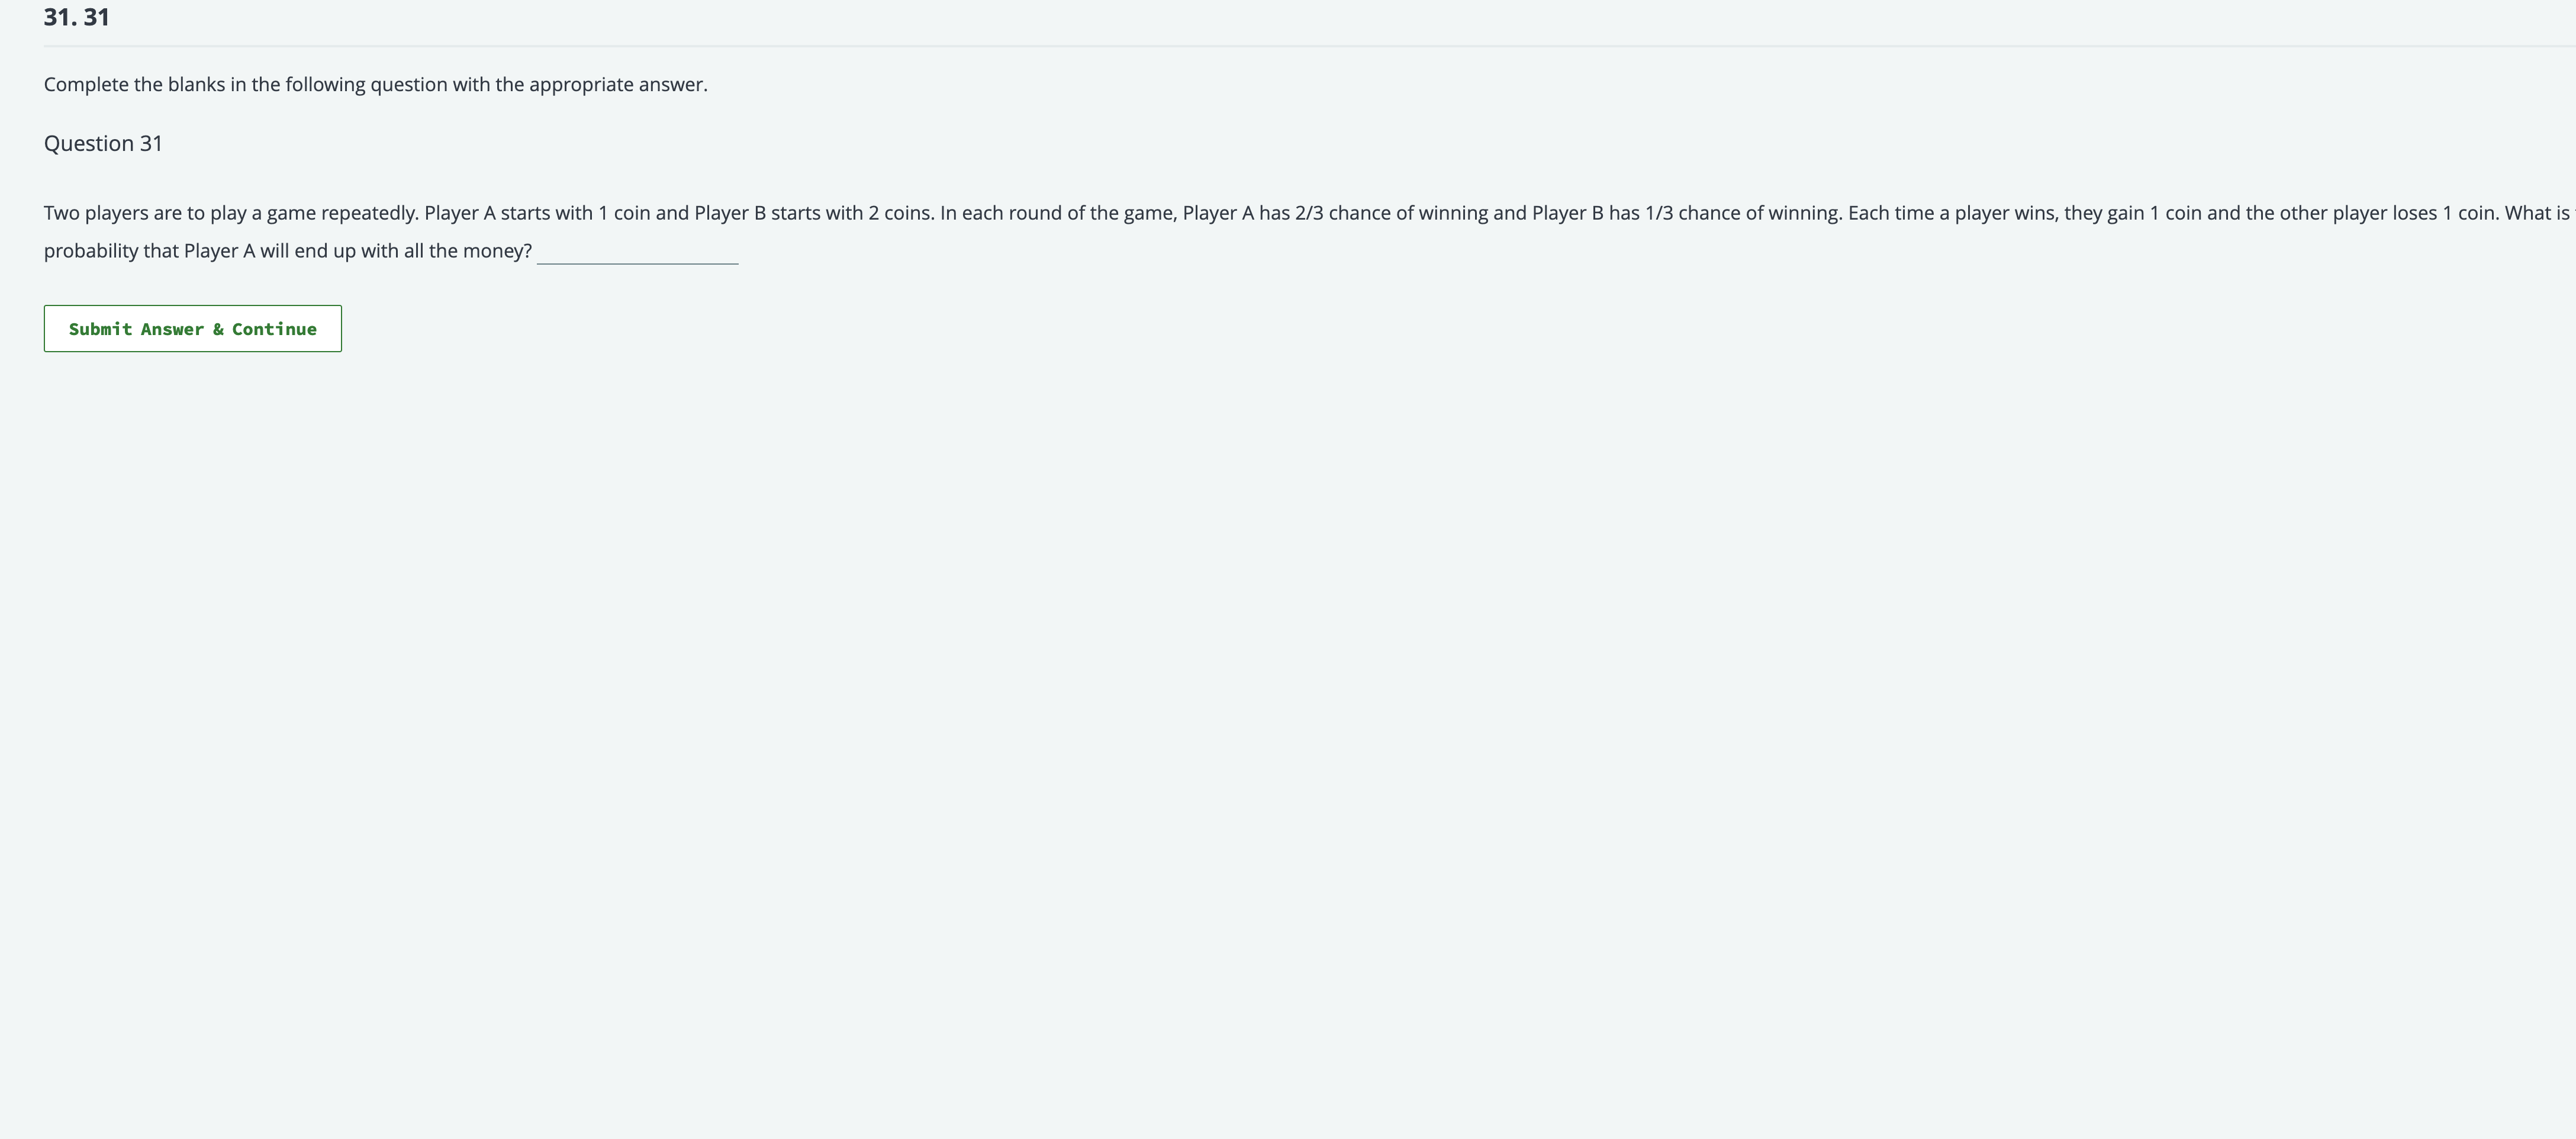 31. 31
Complete the blanks in the following question with the appropriate answer.
Question 31
Two players are to play a game repeatedly. Player A starts with 1 coin and Player B starts with 2 coins. In each round of the game, Player A has 2/3 chance of winning and Player B has 1/3 chance of winning. Each time a player wins, they gain 1 coin and the other player loses 1 coin. What is
probability that Player A will end up with all the money?
Submit Answer & Continue